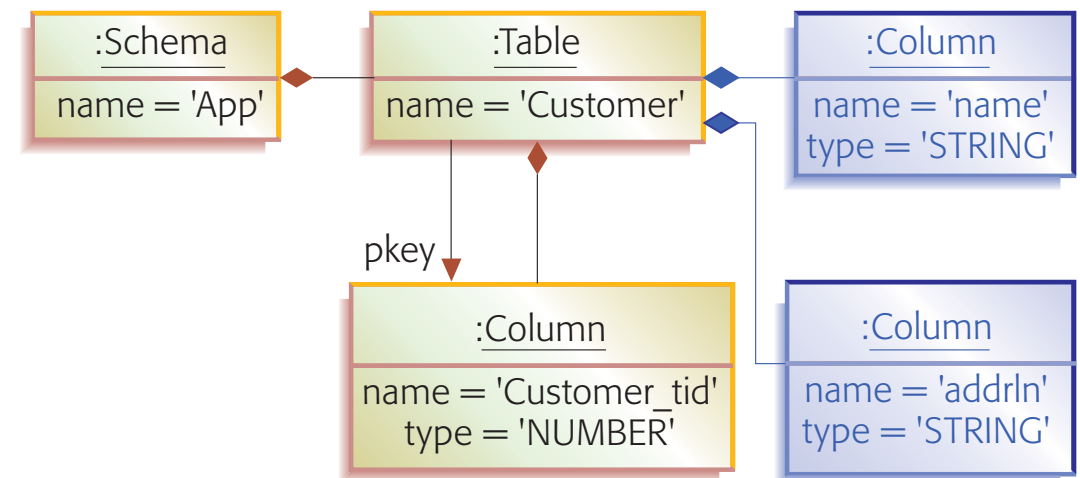 :Schema
name = 'App'
:Table
name = 'Customer'
:Column
name = 'name'
type = 'STRING'
pkey
:Column
name = 'Customer_tid'
type = 'NUMBER'
:Column
name = 'addrln'
type = 'STRING'